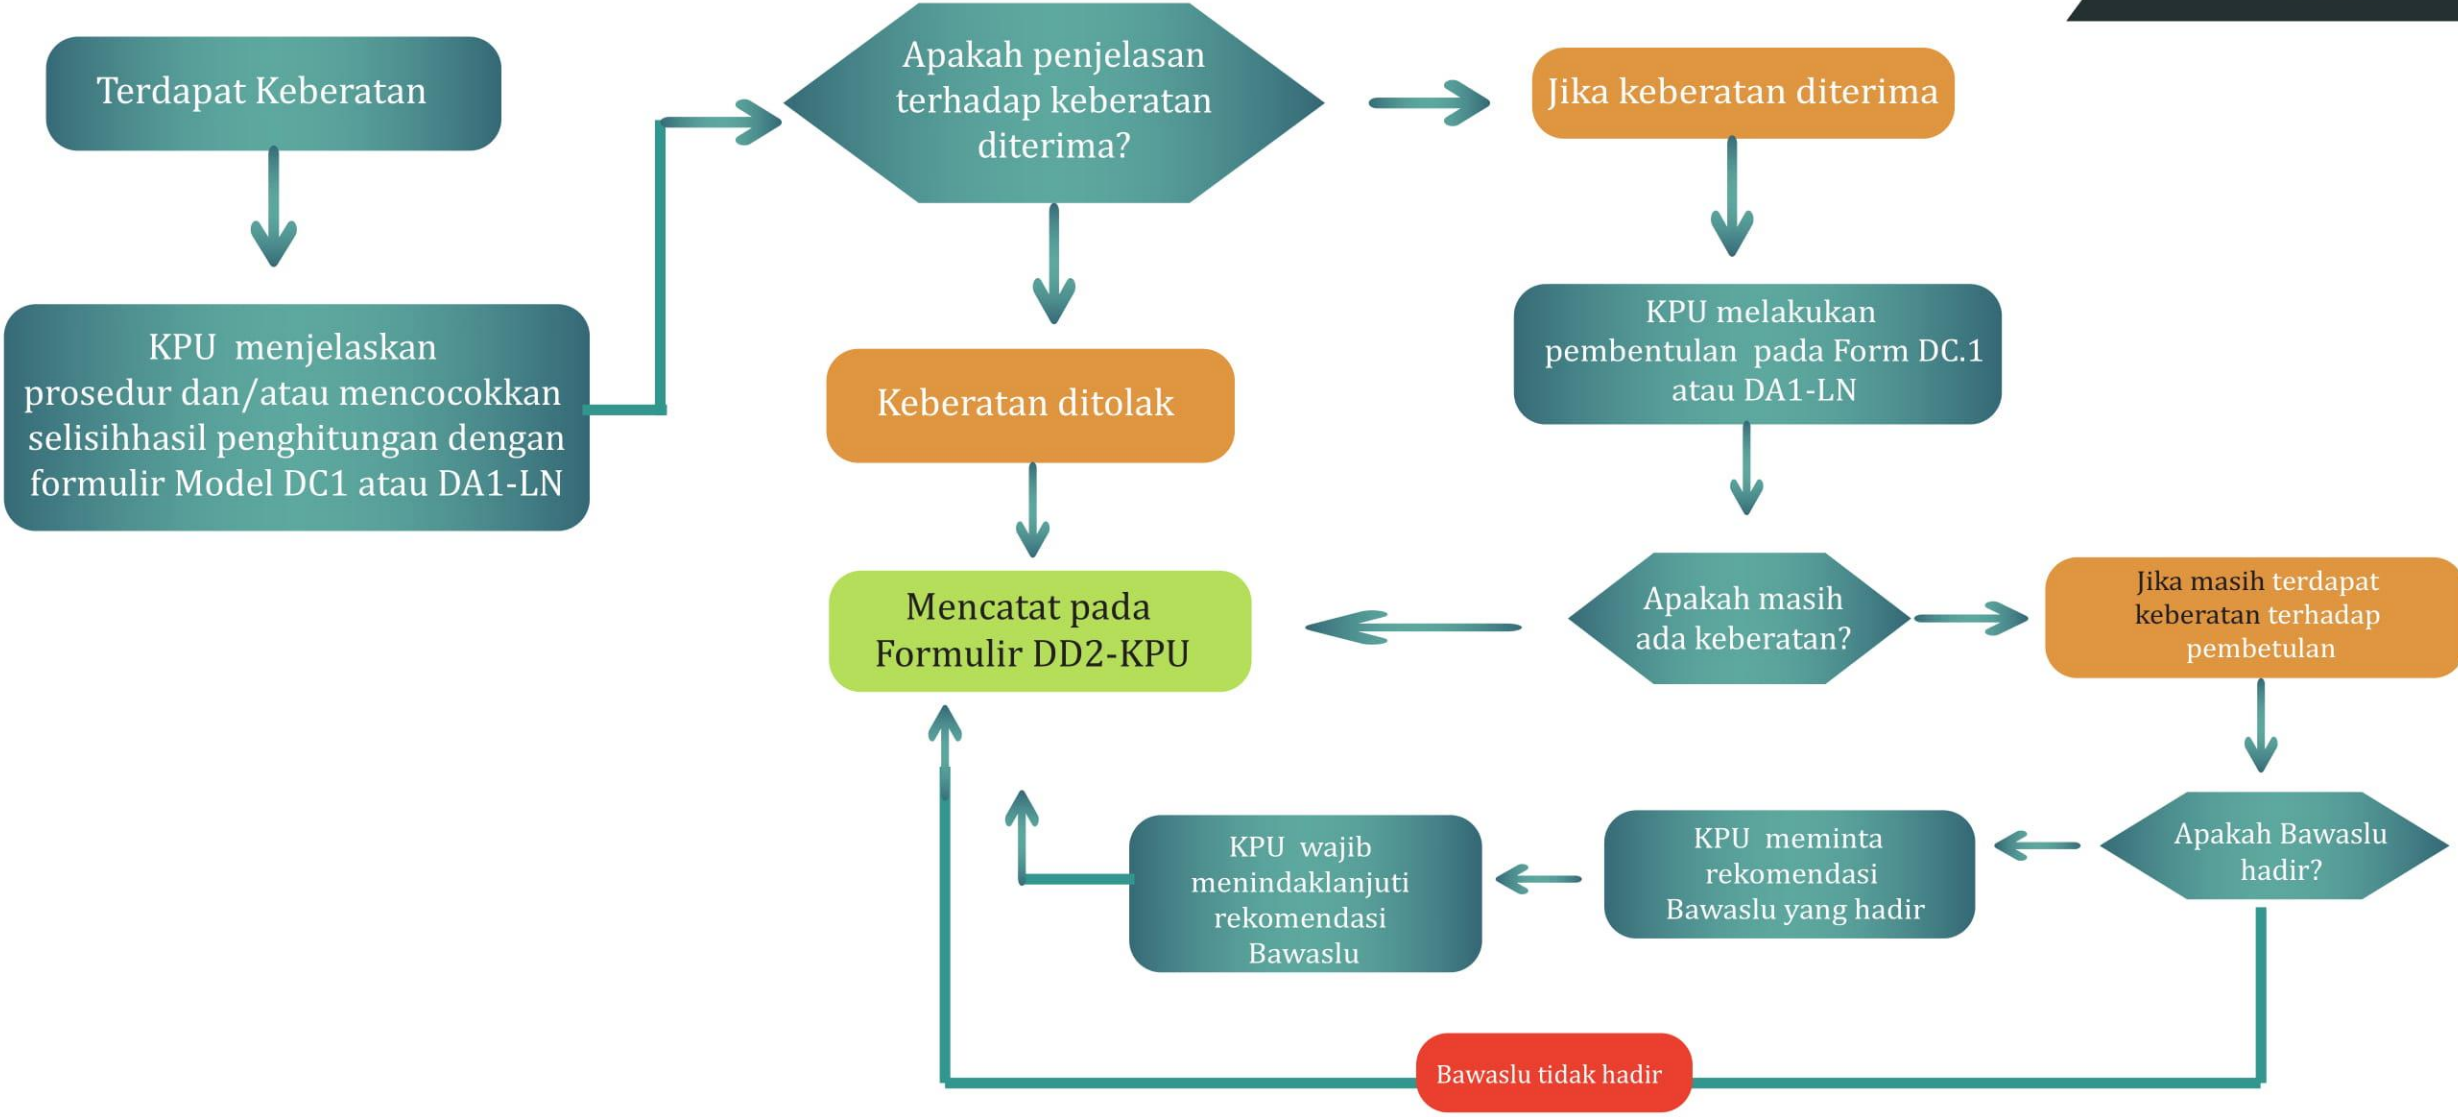 Terdapat Keberatan
KPU menjelaskan
prosedur dan/atau mencocokkan
selisihhasil penghitungan dengan
formulir Model DC1 atau DA1-LN
Apakah penjelasan
terhadap keberatan
diterima?
Jika keberatan diterima
Keberatan ditolak
KPU melakukan
pembentulan pada Form DC.1
atau DA1-LN
Mencatat pada
Formulir DD2-KPU
Apakah masih
ada keberatan?
Jika masih terdapat
keberatan terhadap
pembetulan
Apakah Bawaslu
hadir?
KPU meminta
rekomendasi
Bawaslu yang hadir
KPU wajib
menindaklanjuti
rekomendasi
Bawaslu
Bawaslu tidak hadir